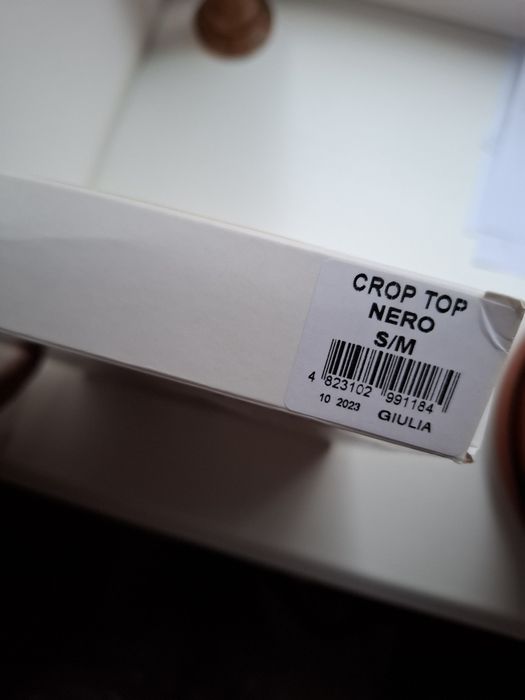 CROP TOP
NERO
S/M
4 823102 991184
10 2023 GIULIA